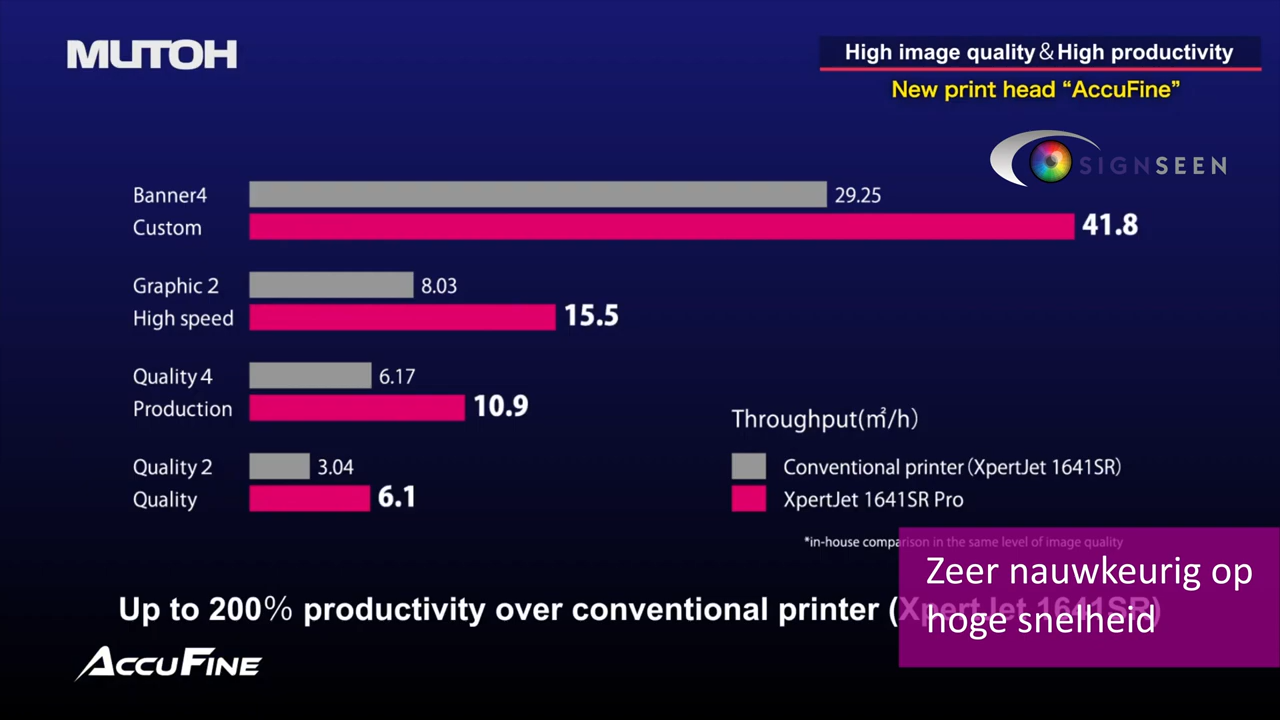 MUTOH
High image quality & High productivity
New print head “AccuFine”
SIGNSEEN
Banner4 29.25
Custom 41.8
Graphic 2 8.03
High speed 15.5
Quality 4 6.17
Production 10.9
Quality 2 3.04
Quality 6.1
Throughput(㎡/h)
Conventional printer (XpertJet 1641SR)
XpertJet 1641SR Pro
*in-house comparison in the same level of image quality
Up to 200% productivity over conventional printer (XpertJet 1641SR)
Zeer nauwkeurig op
hoge snelheid
ACCUFINE